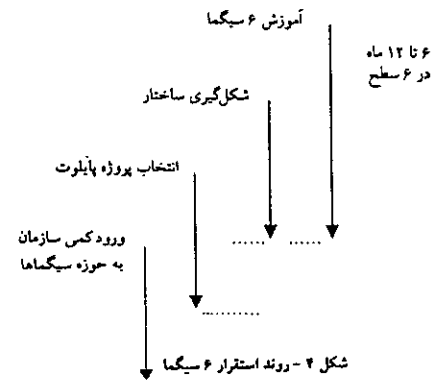 آموزش ۶ سیگما
۶ تا ۱۲ ماه
در ۶ سطح
شکل‌گیری ساختار
انتخاب پروژه پایلوت
ورود کمی سازمان
به حوزه سیگماها
شکل ۴ - روند استقرار ۶ سیگما